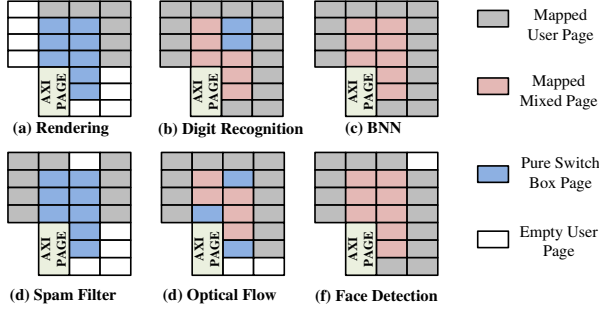 AXI
PAGE
AXI
PAGE
AXI
PAGE
(a) Rendering
(b) Digit Recognition
(c) BNN
AXI
PAGE
AXI
PAGE
AXI
PAGE
(d) Spam Filter
(d) Optical Flow
(f) Face Detection
Mapped
User Page
Mapped
Mixed Page
Pure Switch
Box Page
Empty User
Page